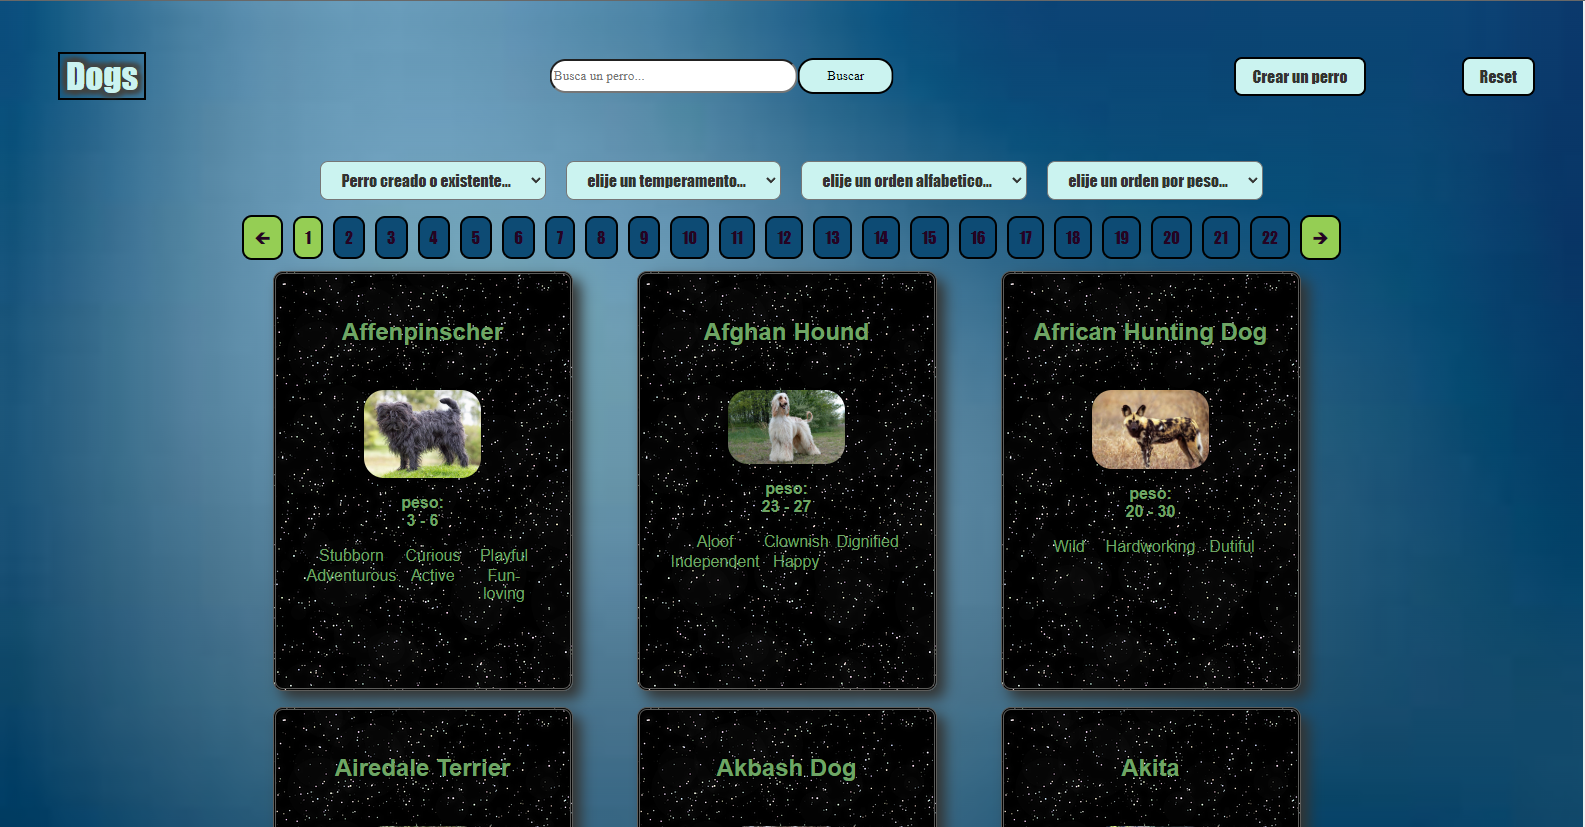 Dogs
Busca un perro...
Buscar
Crear un perro
Reset
Perro creado o existente...
elije un temperamento...
elije un orden alfabetico...
elije un orden por peso...
← 1 2 3 4 5 6 7 8 9 10 11 12 13 14 15 16 17 18 19 20 21 22 →
Affenpinscher
peso:
3 - 6
Stubborn Curious Playful
Adventurous Active Fun-
loving
Afghan Hound
peso:
23 - 27
Aloof Clownish Dignified
Independent Happy
African Hunting Dog
peso:
20 - 30
Wild Hardworking Dutiful
Airedale Terrier
Akbash Dog
Akita